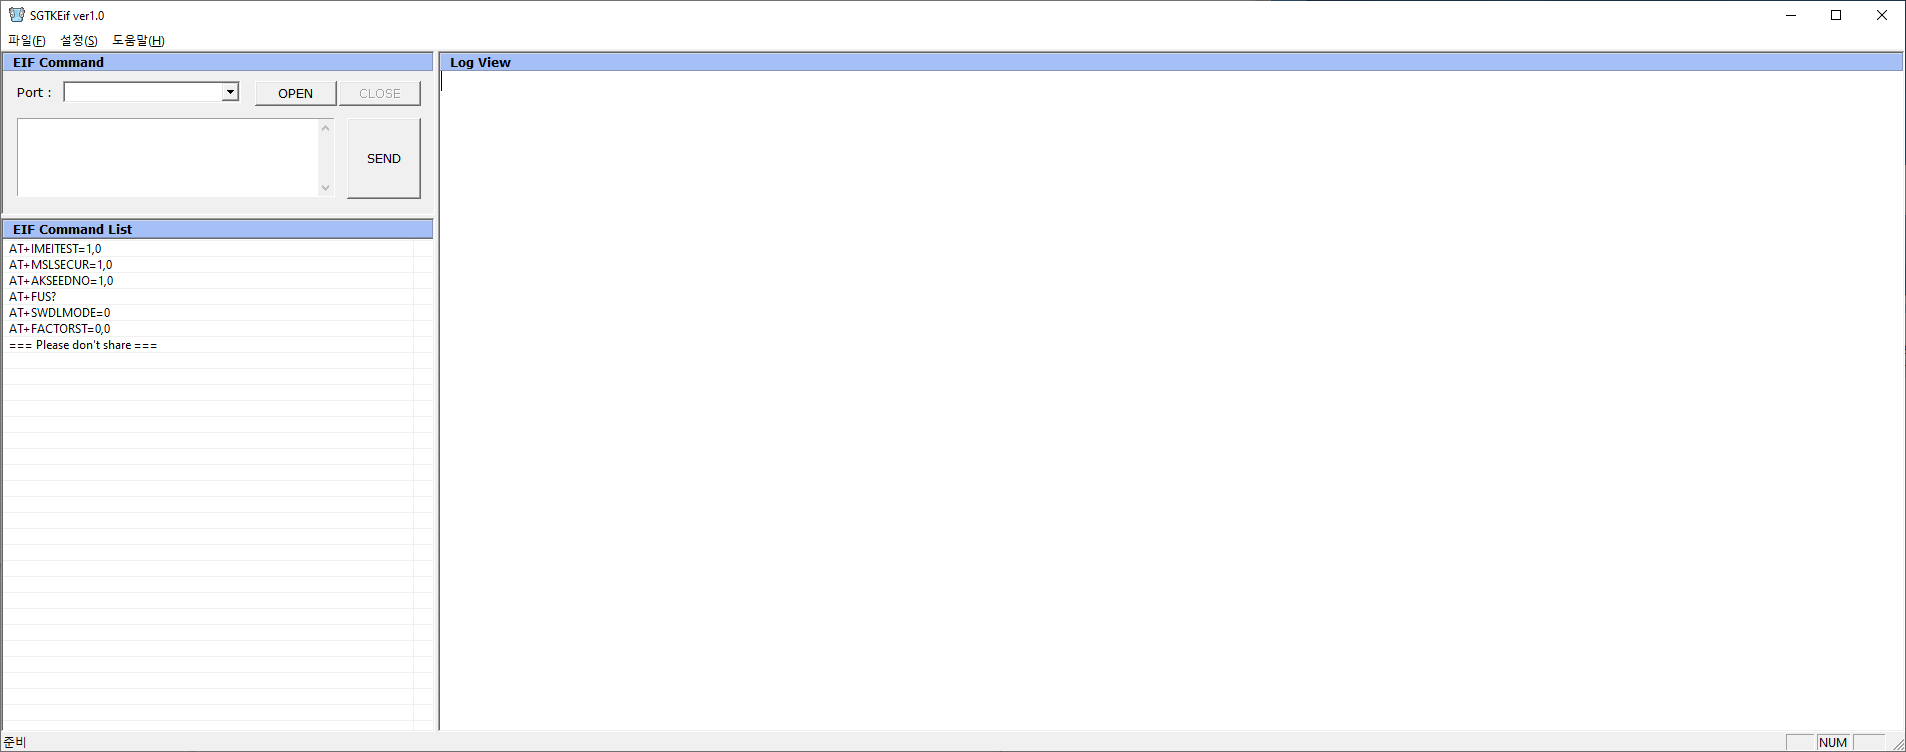 SGTKEif ver1.0
파일(F) 설정(S) 도움말(H)
EIF Command
Port :
OPEN
CLOSE
SEND
EIF Command List
AT+IMEITEST=1,0
AT+MSLSECUR=1,0
AT+AKSEEDNO=1,0
AT+FUS?
AT+SWDLMODE=0
AT+FACTORST=0,0
=== Please don't share ===
Log View
준비
NUM